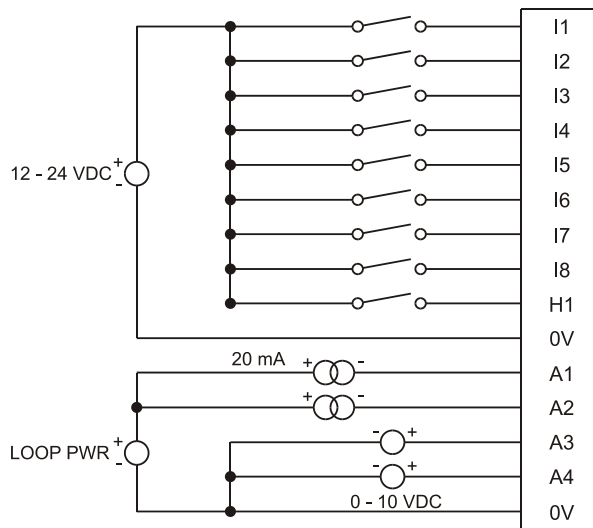 I1
I2
I3
I4
12 - 24 VDC
+
-
I5
I6
I7
I8
H1
0V
20 mA
+ -
A1
+ -
A2
LOOP PWR
+
-
- +
A3
- +
A4
0 - 10 VDC
0V